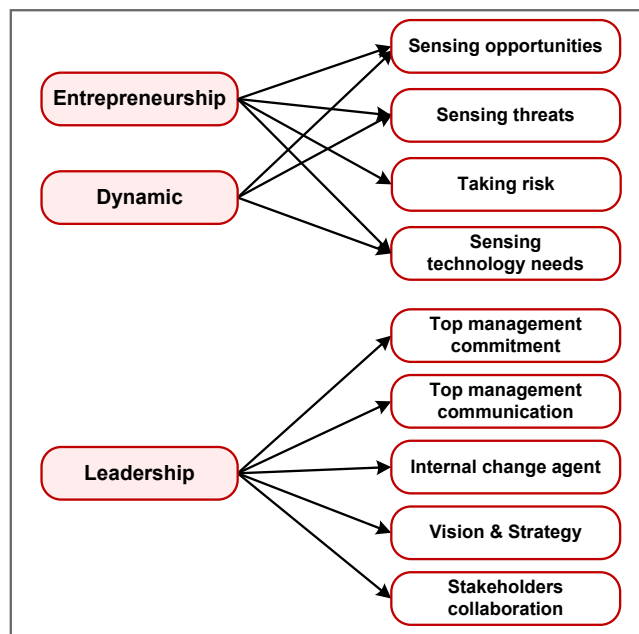 Entrepreneurship
Dynamic
Sensing opportunities
Sensing threats
Taking risk
Sensing
technology needs
Leadership
Top management
commitment
Top management
communication
Internal change agent
Vision & Strategy
Stakeholders
collaboration